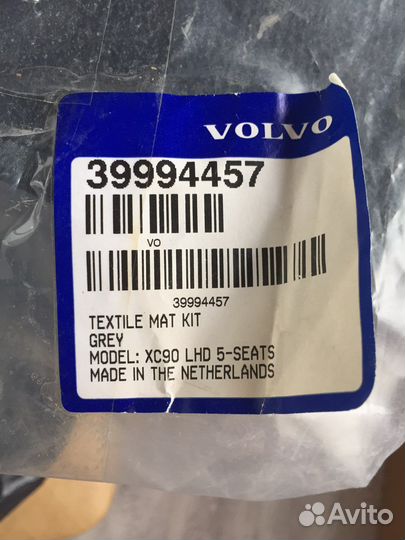 VOLVO
39994457
VO
39994457
TEXTILE MAT KIT
GREY
MODEL: XC90 LHD 5-SEATS
MADE IN THE NETHERLANDS
Avito